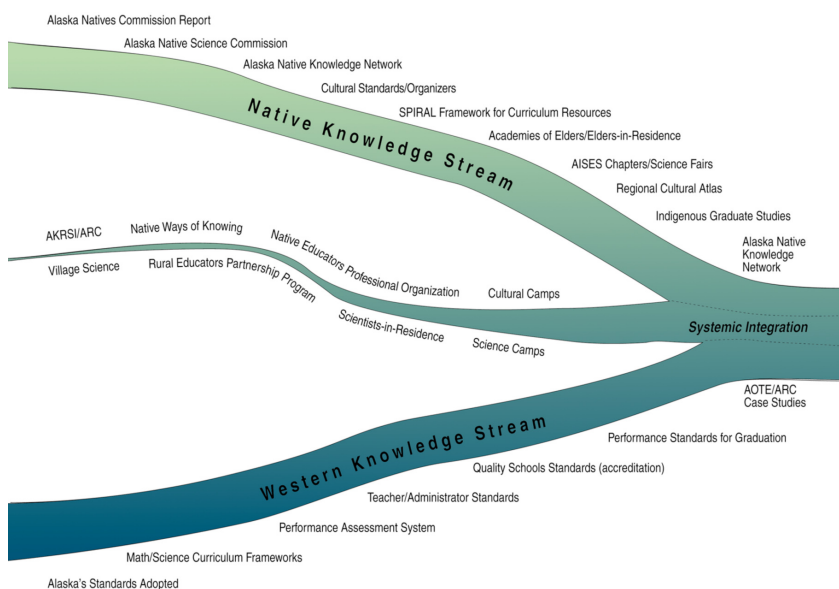 Alaska Natives Commission Report
Alaska Native Science Commission
Alaska Native Knowledge Network
Cultural Standards/Organizers
SPIRAL Framework for Curriculum Resources
Academies of Elders/Elders-in-Residence
AISES Chapters/Science Fairs
Regional Cultural Atlas
Indigenous Graduate Studies
Alaska Native
Knowledge
Network
Native Knowledge Stream
AKRSI/ARC
Native Ways of Knowing
Native Educators Professional Organization
Cultural Camps
Village Science
Rural Educators Partnership Program
Scientists-in-Residence
Science Camps
Systemic Integration
AOTE/ARC
Case Studies
Western Knowledge Stream
Performance Standards for Graduation
Quality Schools Standards (accreditation)
Teacher/Administrator Standards
Performance Assessment System
Math/Science Curriculum Frameworks
Alaska's Standards Adopted